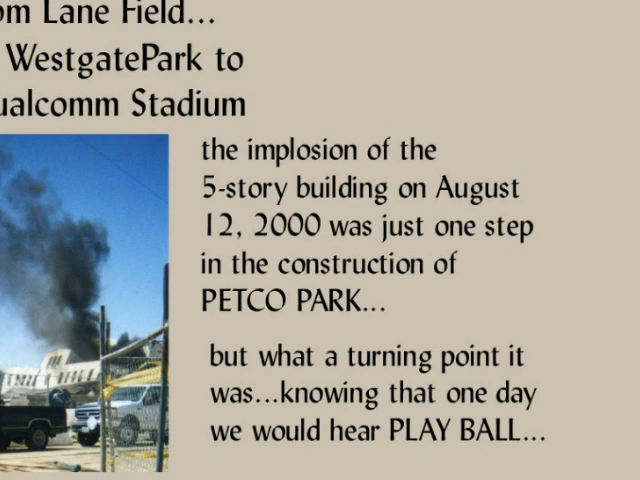 Lane Field...
WestgatePark to
Stadium
the implosion of the
5-story building on August
12, 2000 was just one step
in the construction of
PETCO PARK...
but what a turning point it
was...knowing that one day
we would hear PLAY BALL...